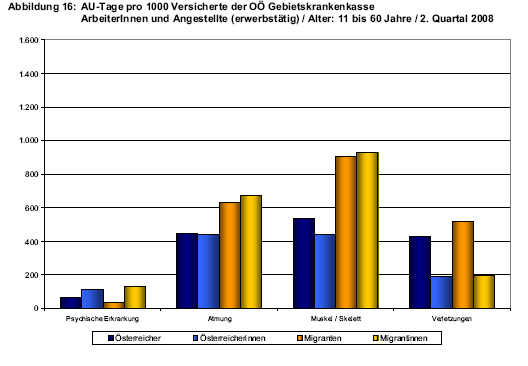 Abbildung 16: AU-Tage pro 1000 Versicherte der OÖ Gebietskrankenkasse
ArbeiterInnen und Angestellte (erwerbstätig) / Alter: 11 bis 60 Jahre / 2. Quartal 2008
1.600
1.400
1.200
1.000
800
600
400
200
0
Psychische Erkrankung Atmung Muskel / Skelett Verletzungen
Österreicher ÖsterreicherInnen Migranten Migrantinnen